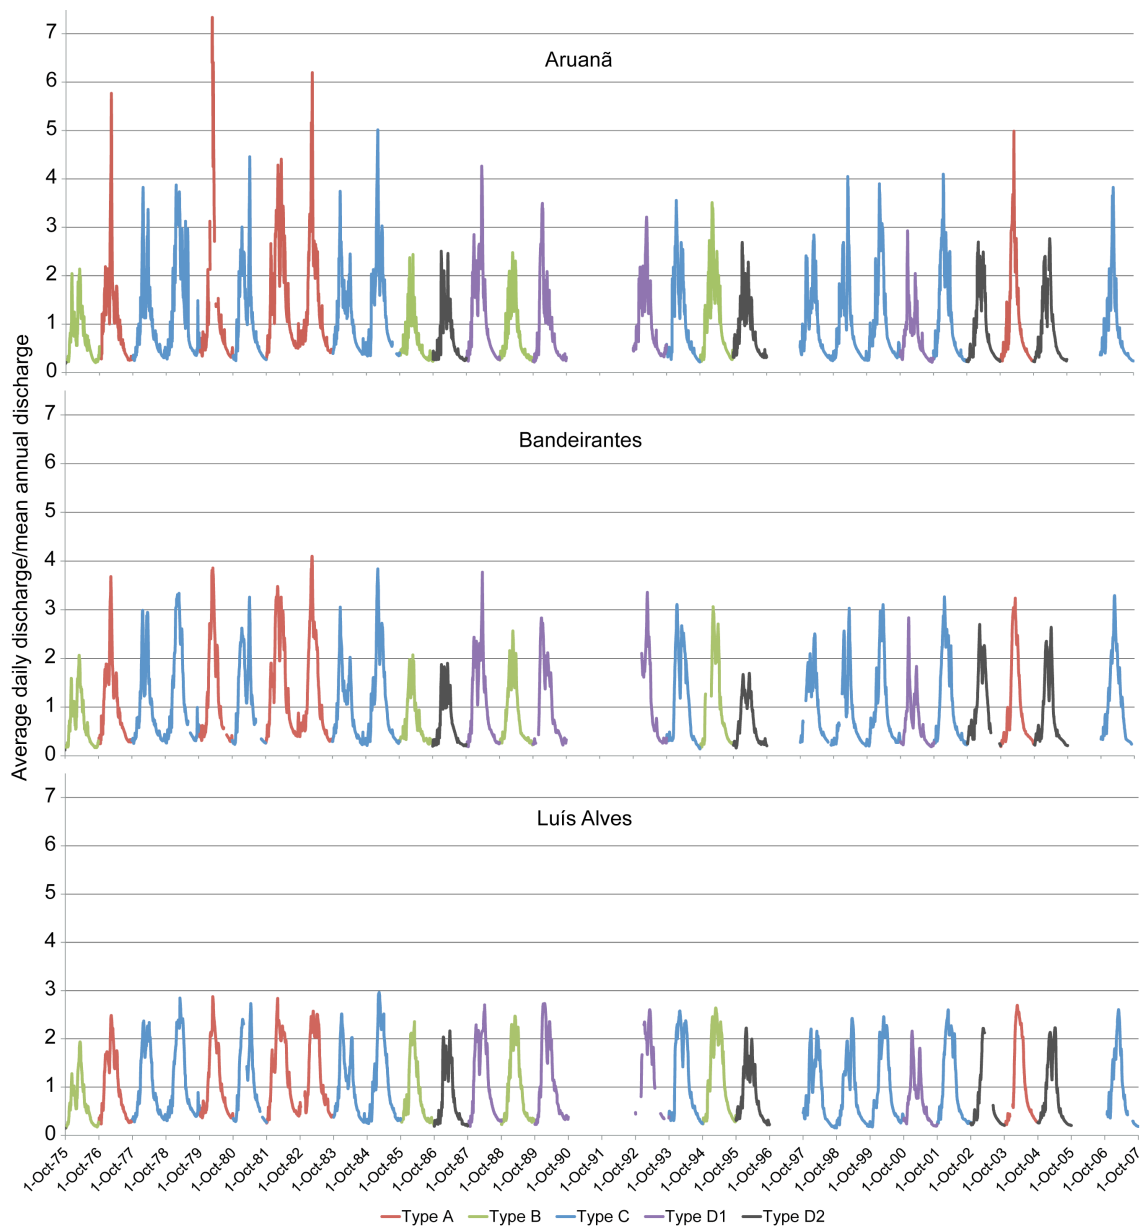 Average daily discharge/mean annual discharge
Aruanã
7
6
5
4
3
2
1
0
Bandeirantes
7
6
5
4
3
2
1
0
Luís Alves
7
6
5
4
3
2
1
0
1-Oct-75
1-Oct-76
1-Oct-77
1-Oct-78
1-Oct-79
1-Oct-80
1-Oct-81
1-Oct-82
1-Oct-83
1-Oct-84
1-Oct-85
1-Oct-86
1-Oct-87
1-Oct-88
1-Oct-89
1-Oct-90
1-Oct-91
1-Oct-92
1-Oct-93
1-Oct-94
1-Oct-95
1-Oct-96
1-Oct-97
1-Oct-98
1-Oct-99
1-Oct-00
1-Oct-01
1-Oct-02
1-Oct-03
1-Oct-04
1-Oct-05
1-Oct-06
1-Oct-07
Type A Type B Type C Type D1 Type D2